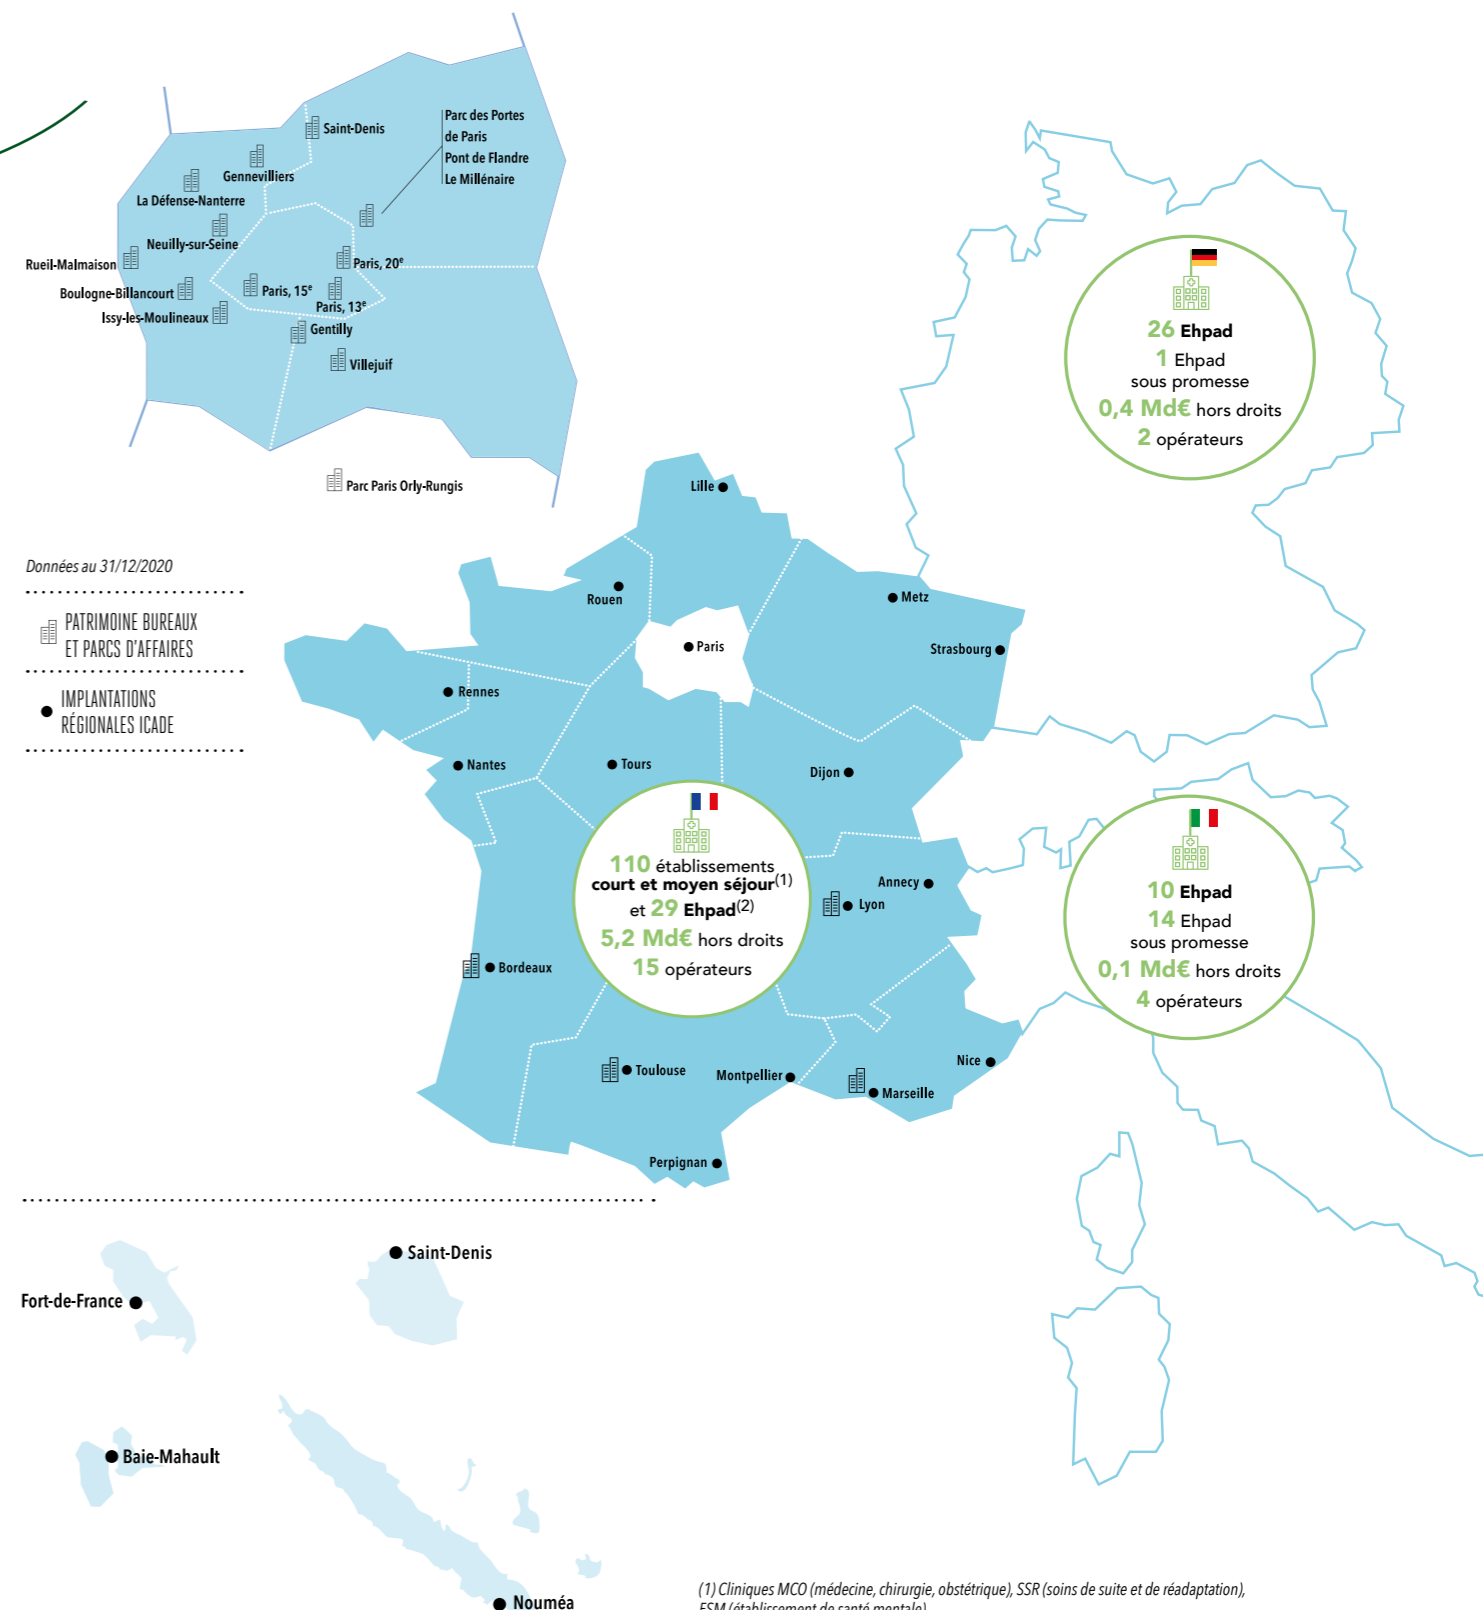 Saint-Denis
Parc des Portes
de Paris
Pont de Flandre
Le Millénaire
Gennevilliers
La Défense-Nanterre
Neuilly-sur-Seine
Rueil-Malmaison
Paris, 20e
Boulogne-Billancourt
Paris, 15e
Paris, 13e
Issy-les-Moulineaux
Gentilly
Villejuif
Parc Paris Orly-Rungis
Données au 31/12/2020
PATRIMOINE BUREAUX
ET PARCS D'AFFAIRES
IMPLANTATIONS
RÉGIONALES ICADE
26 Ehpad
1 Ehpad
sous promesse
0,4 Md€ hors droits
2 opérateurs
Lille
Rouen
Metz
Paris
Strasbourg
Rennes
Nantes
Tours
Dijon
110 établissements
court et moyen séjour(1)
et 29 Ehpad(2)
5,2 Md€ hors droits
15 opérateurs
Annecy
Lyon
Bordeaux
10 Ehpad
14 Ehpad
sous promesse
0,1 Md€ hors droits
4 opérateurs
Toulouse
Montpellier
Nice
Marseille
Perpignan
Saint-Denis
Fort-de-France
Baie-Mahault
Nouméa
(1) Cliniques MCO (médecine, chirurgie, obstétrique), SSR (soins de suite et de réadaptation),
ESM (établissement de santé mentale)